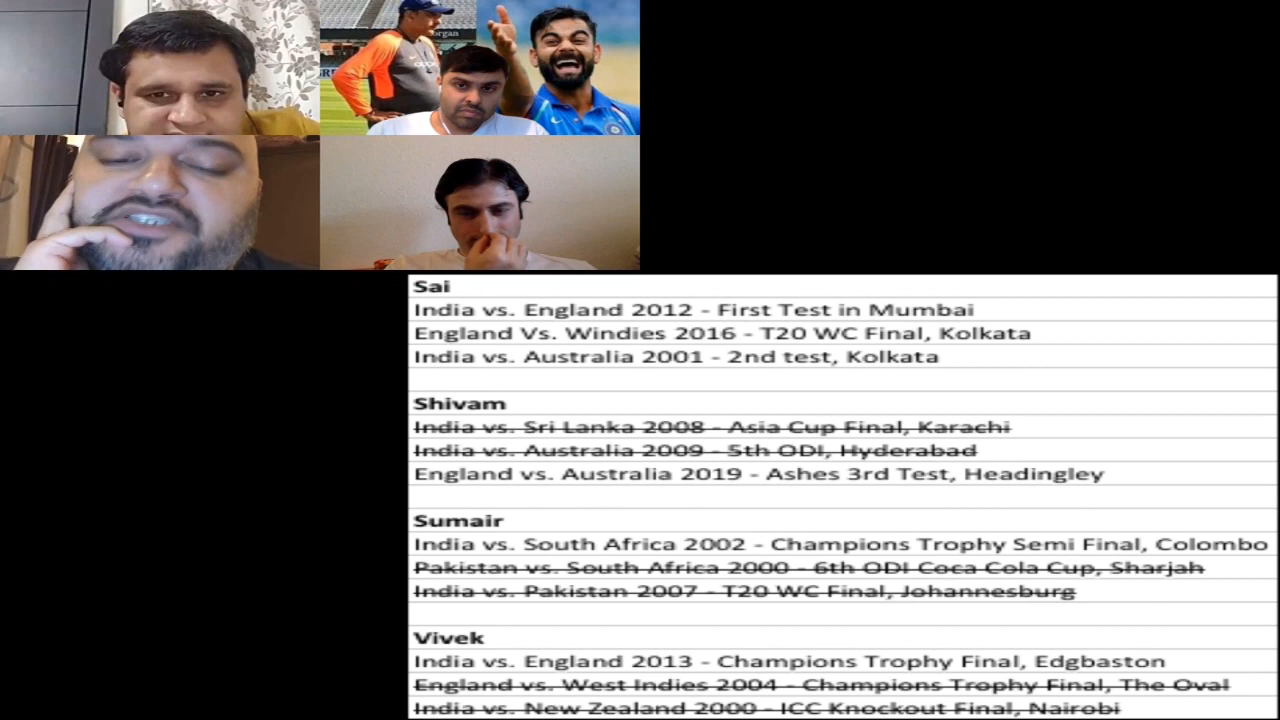 organ
Sai
India vs. England 2012 - First Test in Mumbai
England Vs. Windies 2016 - T20 WC Final, Kolkata
India vs. Australia 2001 - 2nd test, Kolkata
Shivam
India vs. Sri Lanka 2008 - Asia Cup Final, Karachi
India vs. Australia 2009 - 5th ODI, Hyderabad
England vs. Australia 2019 - Ashes 3rd Test, Headingley
Sumair
India vs. South Africa 2002 - Champions Trophy Semi Final, Colombo
Pakistan vs. South Africa 2000 - 6th ODI Coca Cola Cup, Sharjah
India vs. Pakistan 2007 - T20 WC Final, Johannesburg
Vivek
India vs. England 2013 - Champions Trophy Final, Edgbaston
England vs. West Indies 2004 - Champions Trophy Final, The Oval
India vs. New Zealand 2000 - ICC Knockout Final, Nairobi